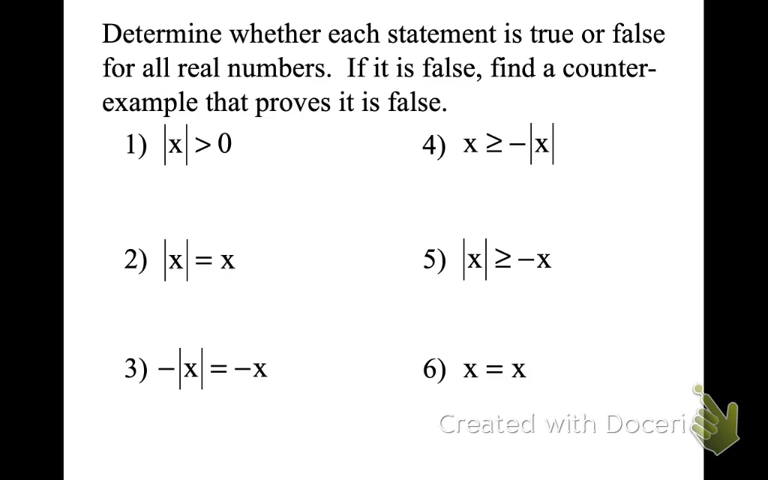 Determine whether each statement is true or false
for all real numbers.  If it is false, find a counter-
example that proves it is false.
1) |x| > 0
4) x ≥ −|x|
2) |x| = x
5) |x| ≥ −x
3) −|x| = −x
6) x = x
Created with Doceri